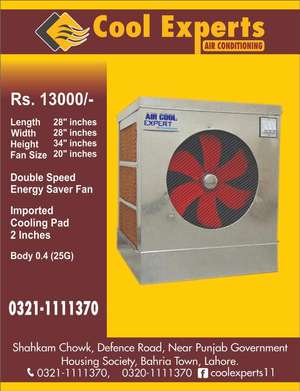 Cool Experts
AIR CONDITIONING
Rs. 13000/-
Length 28" inches
Width 28" inches
Height 34" inches
Fan Size 20" inches
Double Speed
Energy Saver Fan
Imported
Cooling Pad
2 Inches
Body 0.4 (25G)
0321-1111370
AIR COOL
EXPERT
Shahkam Chowk, Defence Road, Near Punjab Government
Housing Society, Bahria Town, Lahore.
0321-1111370, 0320-1111370 f coolexperts11